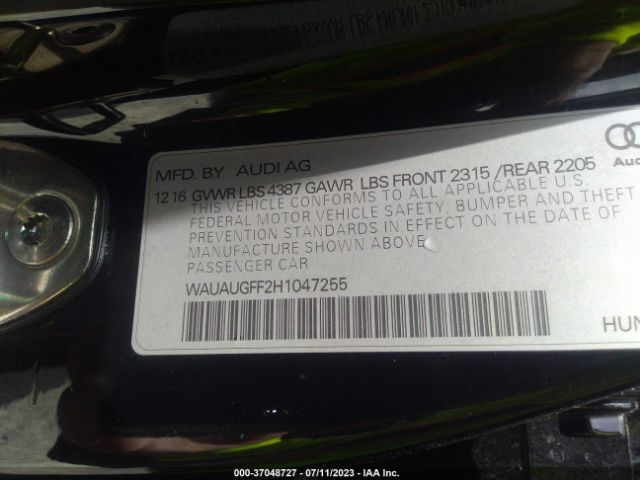 MFD. BY AUDI AG
12 16 GVWR LBS 4387 GAWR LBS FRONT 2315 /REAR 2205
THIS VEHICLE CONFORMS TO ALL APPLICABLE U.S.
FEDERAL MOTOR VEHICLE SAFETY, BUMPER AND THEFT
PREVENTION STANDARDS IN EFFECT ON THE DATE OF
MANUFACTURE SHOWN ABOVE
PASSENGER CAR
WAUAUGFF2H1047255
Aud
HUN
000-37048727 - 07/11/2023 - IAA Inc.